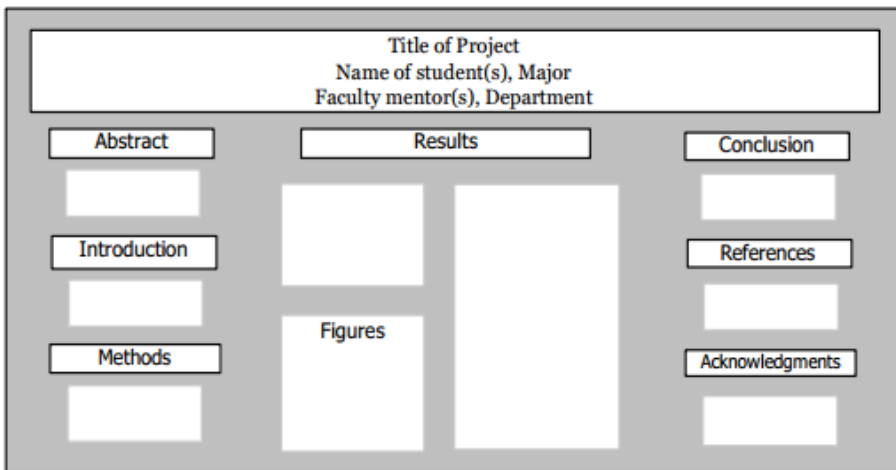 Title of Project
Name of student(s), Major
Faculty mentor(s), Department
Abstract
Introduction
Methods
Results
Figures
Conclusion
References
Acknowledgments